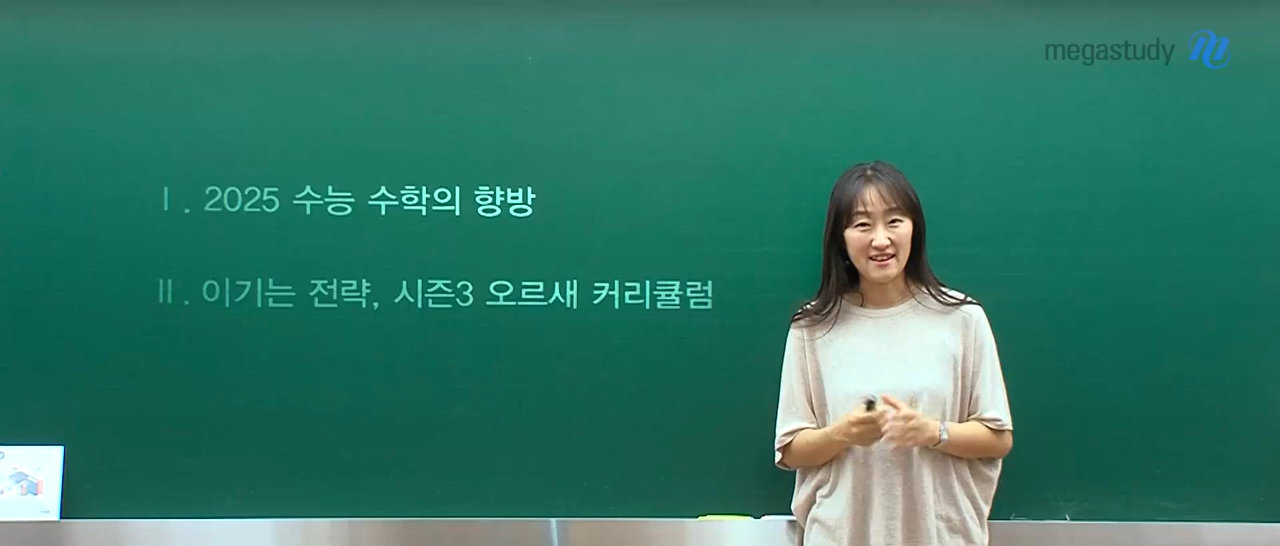 megastudy
Ⅰ. 2025 수능 수학의 향방
Ⅱ. 이기는 전략, 시즌3 오르새 커리큘럼